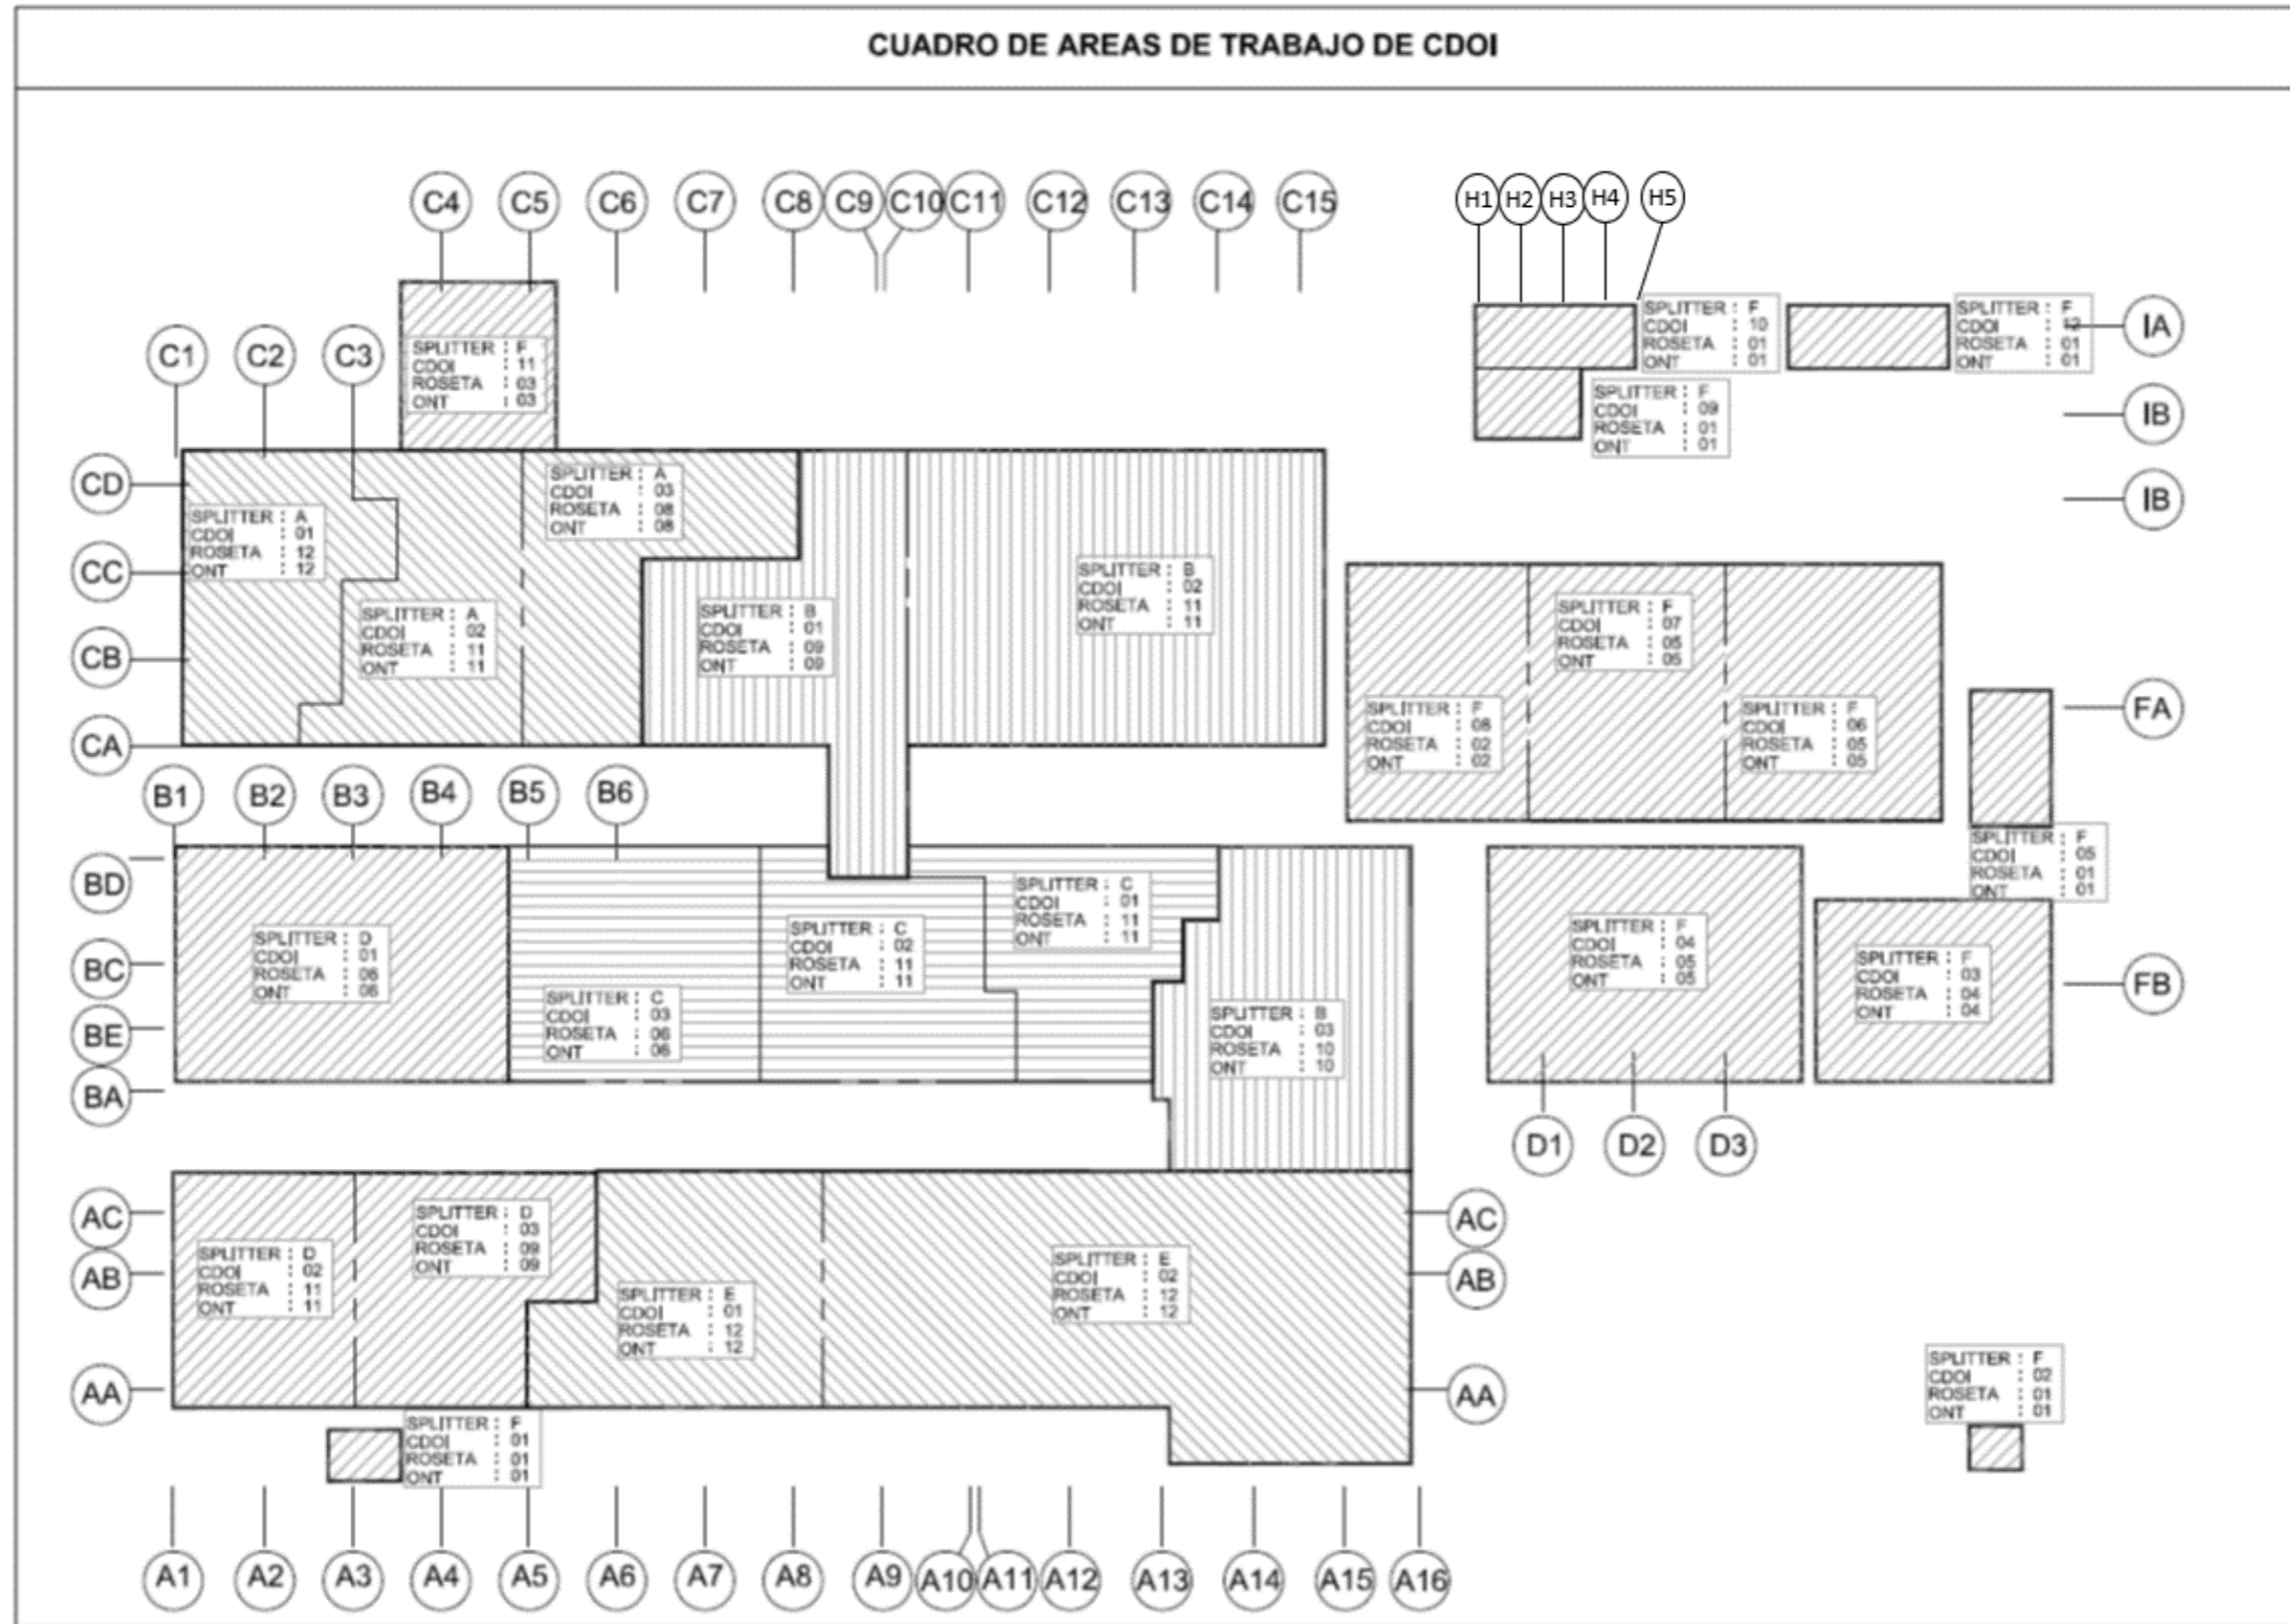 CUADRO DE AREAS DE TRABAJO DE CDOI
C4 C5 C6 C7 C8 C9 C10 C11 C12 C13 C14 C15
H1 H2 H3 H4 H5
C1 C2 C3
SPLITTER : F
CDOI : 11
ROSETA : 03
ONT : 03
SPLITTER : F
CDOI : 10
ROSETA : 01
ONT : 01
SPLITTER : F
CDOI : 12
ROSETA : 01
ONT : 01
IA
SPLITTER : F
CDOI : 09
ROSETA : 01
ONT : 01
IB
IB
CD
CC
CB
CA
SPLITTER : A
CDOI : 01
ROSETA : 12
ONT : 12
SPLITTER : A
CDOI : 03
ROSETA : 08
ONT : 08
SPLITTER : A
CDOI : 02
ROSETA : 11
ONT : 11
SPLITTER : B
CDOI : 01
ROSETA : 09
ONT : 09
SPLITTER : B
CDOI : 02
ROSETA : 11
ONT : 11
SPLITTER : F
CDOI : 07
ROSETA : 05
ONT : 05
SPLITTER : F
CDOI : 08
ROSETA : 02
ONT : 02
SPLITTER : F
CDOI : 06
ROSETA : 05
ONT : 05
FA
B1 B2 B3 B4 B5 B6
SPLITTER : F
CDOI : 05
ROSETA : 01
ONT : 01
BD
BC
BE
BA
SPLITTER : D
CDOI : 01
ROSETA : 06
ONT : 06
SPLITTER : C
CDOI : 03
ROSETA : 06
ONT : 06
SPLITTER : C
CDOI : 02
ROSETA : 11
ONT : 11
SPLITTER : C
CDOI : 01
ROSETA : 11
ONT : 11
SPLITTER : B
CDOI : 03
ROSETA : 10
ONT : 10
SPLITTER : F
CDOI : 04
ROSETA : 05
ONT : 05
SPLITTER : F
CDOI : 03
ROSETA : 04
ONT : 04
FB
D1 D2 D3
AC
AB
AA
SPLITTER : D
CDOI : 02
ROSETA : 11
ONT : 11
SPLITTER : D
CDOI : 03
ROSETA : 09
ONT : 09
SPLITTER : E
CDOI : 01
ROSETA : 12
ONT : 12
SPLITTER : E
CDOI : 02
ROSETA : 12
ONT : 12
AC
AB
AA
SPLITTER : F
CDOI : 02
ROSETA : 01
ONT : 01
SPLITTER : F
CDOI : 01
ROSETA : 01
ONT : 01
A1 A2 A3 A4 A5 A6 A7 A8 A9 A10 A11 A12 A13 A14 A15 A16